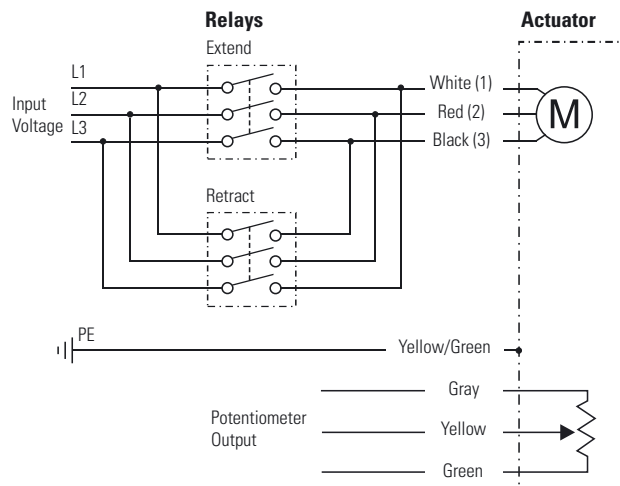 Relays
Actuator
Extend
L1
L2
L3
Input
Voltage
White (1)
Red (2)
Black (3)
M
Retract
PE
Yellow/Green
Gray
Potentiometer
Output
Yellow
Green